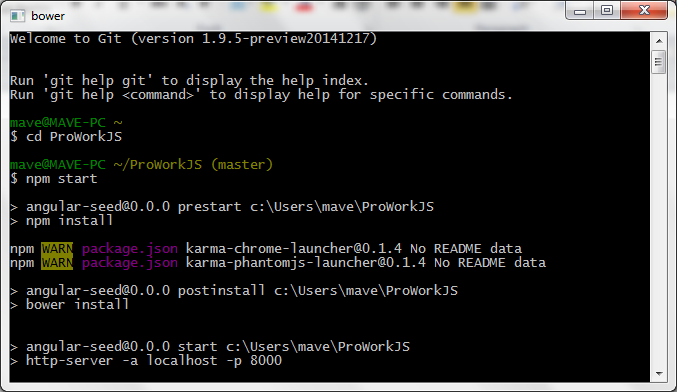 bower
Welcome to Git (version 1.9.5-preview20141217)
Run 'git help git' to display the help index.
Run 'git help <command>' to display help for specific commands.
mave@MAVE-PC ~
$ cd ProWorkJS
mave@MAVE-PC ~/ProWorkJS (master)
$ npm start
> angular-seed@0.0.0 prestart c:\Users\mave\ProWorkJS
> npm install
npm WARN package.json karma-chrome-launcher@0.1.4 No README data
npm WARN package.json karma-phantomjs-launcher@0.1.4 No README data
> angular-seed@0.0.0 postinstall c:\Users\mave\ProWorkJS
> bower install
> angular-seed@0.0.0 start c:\Users\mave\ProWorkJS
> http-server -a localhost -p 8000